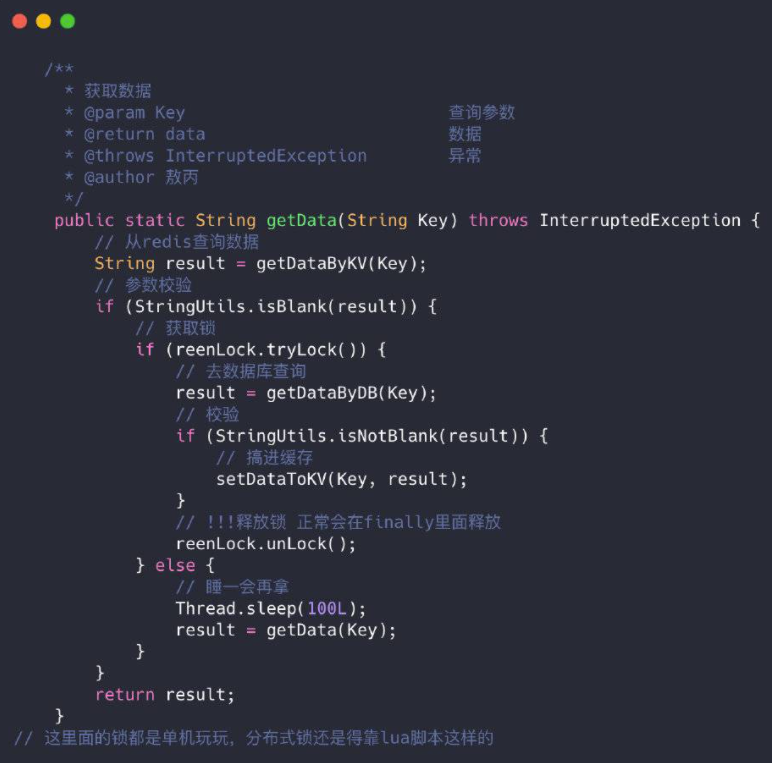 /**
* 获取数据
* @param Key 查询参数
* @return data 数据
* @throws InterruptedException 异常
* @author 敖丙
*/
public static String getData(String Key) throws InterruptedException {
// 从redis查询数据
String result = getDataByKV(Key);
// 参数校验
if (StringUtils.isBlank(result)) {
// 获取锁
if (reenLock.tryLock()) {
// 去数据库查询
result = getDataByDB(Key);
// 校验
if (StringUtils.isNotBlank(result)) {
// 搞进缓存
setDataToKV(Key, result);
}
// !!!释放锁 正常会在finally里面释放
reenLock.unLock();
} else {
// 睡一会再拿
Thread.sleep(100L);
result = getData(Key);
}
}
return result;
}
// 这里面的锁都是单机玩玩，分布式锁还是得靠lua脚本这样的